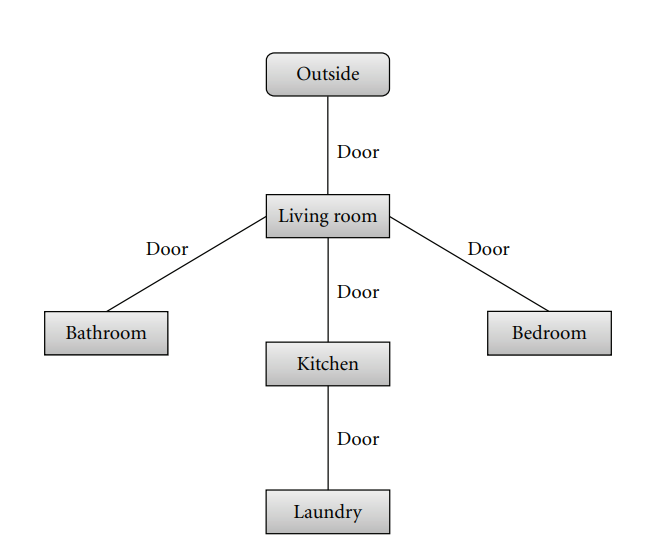 Outside
Door
Living room
Door
Door
Door
Bathroom
Bedroom
Kitchen
Door
Laundry